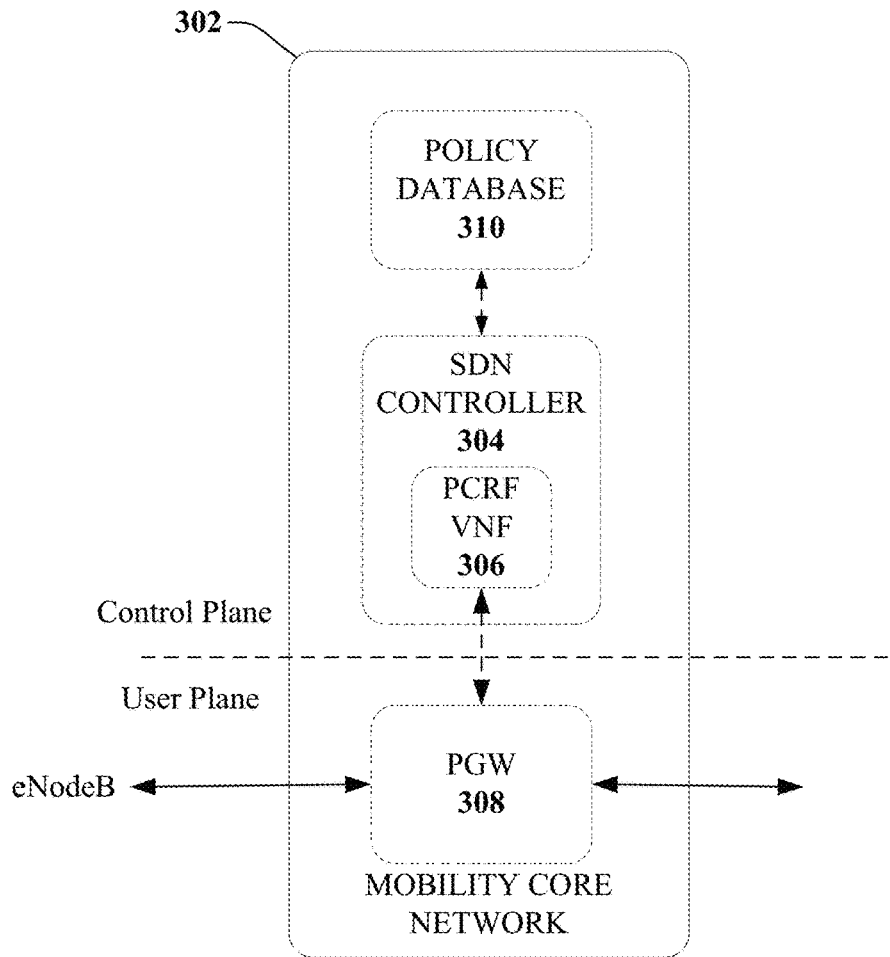 302
POLICY
DATABASE
310
SDN
CONTROLLER
304
PCRF
VNF
306
Control Plane
User Plane
eNodeB
PGW
308
MOBILITY CORE
NETWORK